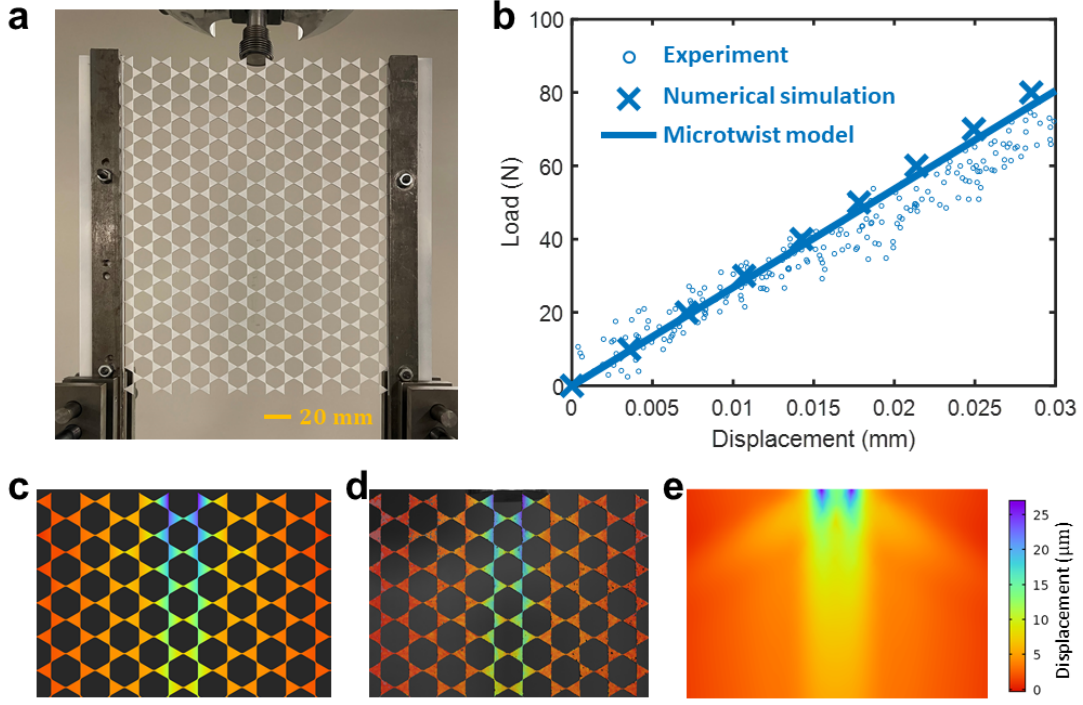 a
20 mm
b
100
80
60
40
20
0
Load (N)
Experiment
Numerical simulation
Microtwist model
0 0.005 0.01 0.015 0.02 0.025 0.03
Displacement (mm)
c
d
e
25
20
15
10
5
0
Displacement (μm)